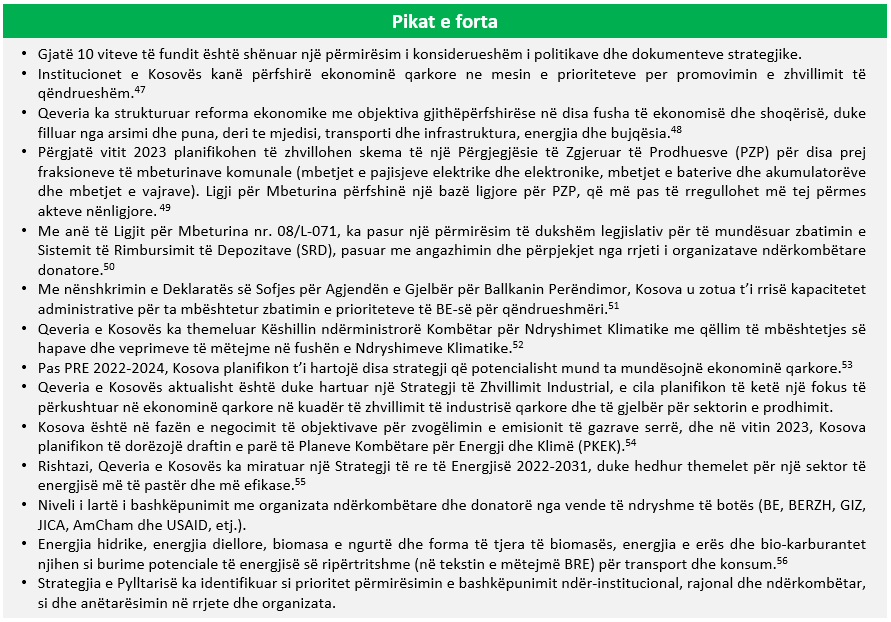 Pikat e forta
• Gjatë 10 viteve të fundit është shënuar një përmirësim i konsiderueshëm i politikave dhe dokumenteve strategjike.
• Institucionet e Kosovës kanë përfshirë ekonominë qarkore ne mesin e prioriteteve per promovimin e zhvillimit të
qëndrueshëm.47
• Qeveria ka strukturuar reforma ekonomike me objektiva gjithëpërfshirëse në disa fusha të ekonomisë dhe shoqërisë, duke
filluar nga arsimi dhe puna, deri te mjedisi, transporti dhe infrastruktura, energjia dhe bujqësia.48
• Përgjatë vitit 2023 planifikohen të zhvillohen skema të një Përgjegjësie të Zgjeruar të Prodhuesve (PZP) për disa prej
fraksioneve të mbeturinave komunale (mbetjet e pajisjeve elektrike dhe elektronike, mbetjet e baterive dhe akumulatorëve
dhe mbetjet e vajrave). Ligji për Mbeturina përfshinë një bazë ligjore për PZP, që më pas të rregullohet më tej përmes
akteve nënligjore. 49
• Me anë të Ligjit për Mbeturina nr. 08/L-071, ka pasur një përmirësim të dukshëm legjislativ për të mundësuar zbatimin e
Sistemit të Rimbursimit të Depozitave (SRD), pasuar me angazhimin dhe përpjekjet nga rrjeti i organizatave ndërkombëtare
donatore.50
• Me nënshkrimin e Deklaratës së Sofjes për Agjendën e Gjelbër për Ballkanin Perëndimor, Kosova u zotua t’i rrisë kapacitetet
administrative për ta mbështetur zbatimin e prioriteteve të BE-së për qëndrueshmëri.51
• Qeveria e Kosovës ka themeluar Këshillin ndërministrorë Kombëtar për Ndryshimet Klimatike me qëllim të mbështetjes së
hapave dhe veprimeve të mëtejme në fushën e Ndryshimeve Klimatike.52
• Pas PRE 2022-2024, Kosova planifikon t’i hartojë disa strategji që potencialisht mund ta mundësojnë ekonominë qarkore.53
• Qeveria e Kosovës aktualisht është duke hartuar një Strategji të Zhvillimit Industrial, e cila planifikon të ketë një fokus të
përkushtuar në ekonominë qarkore në kuadër të zhvillimit të industrisë qarkore dhe të gjelbër për sektorin e prodhimit.
• Kosova është në fazën e negocimit të objektivave për zvogëlimin e emisionit të gazrave serrë, dhe në vitin 2023, Kosova
planifikon të dorëzojë draftin e parë të Planeve Kombëtare për Energji dhe Klimë (PKEK).54
• Rishtazi, Qeveria e Kosovës ka miratuar një Strategji të re të Energjisë 2022-2031, duke hedhur themelet për një sektor të
energjisë më të pastër dhe më efikase.55
• Niveli i lartë i bashkëpunimit me organizata ndërkombëtare dhe donatorë nga vende të ndryshme të botës (BE, BERZH, GIZ,
JICA, AmCham dhe USAID, etj.).
• Energjia hidrike, energjia diellore, biomasa e ngurtë dhe forma të tjera të biomasës, energjia e erës dhe bio-karburantet
njihen si burime potenciale të energjisë së ripërtritshme (në tekstin e mëtejmë BRE) për transport dhe konsum.56
• Strategjia e Pylltarisë ka identifikuar si prioritet përmirësimin e bashkëpunimit ndër-institucional, rajonal dhe ndërkombëtar,
si dhe anëtarësimin në rrjete dhe organizata.